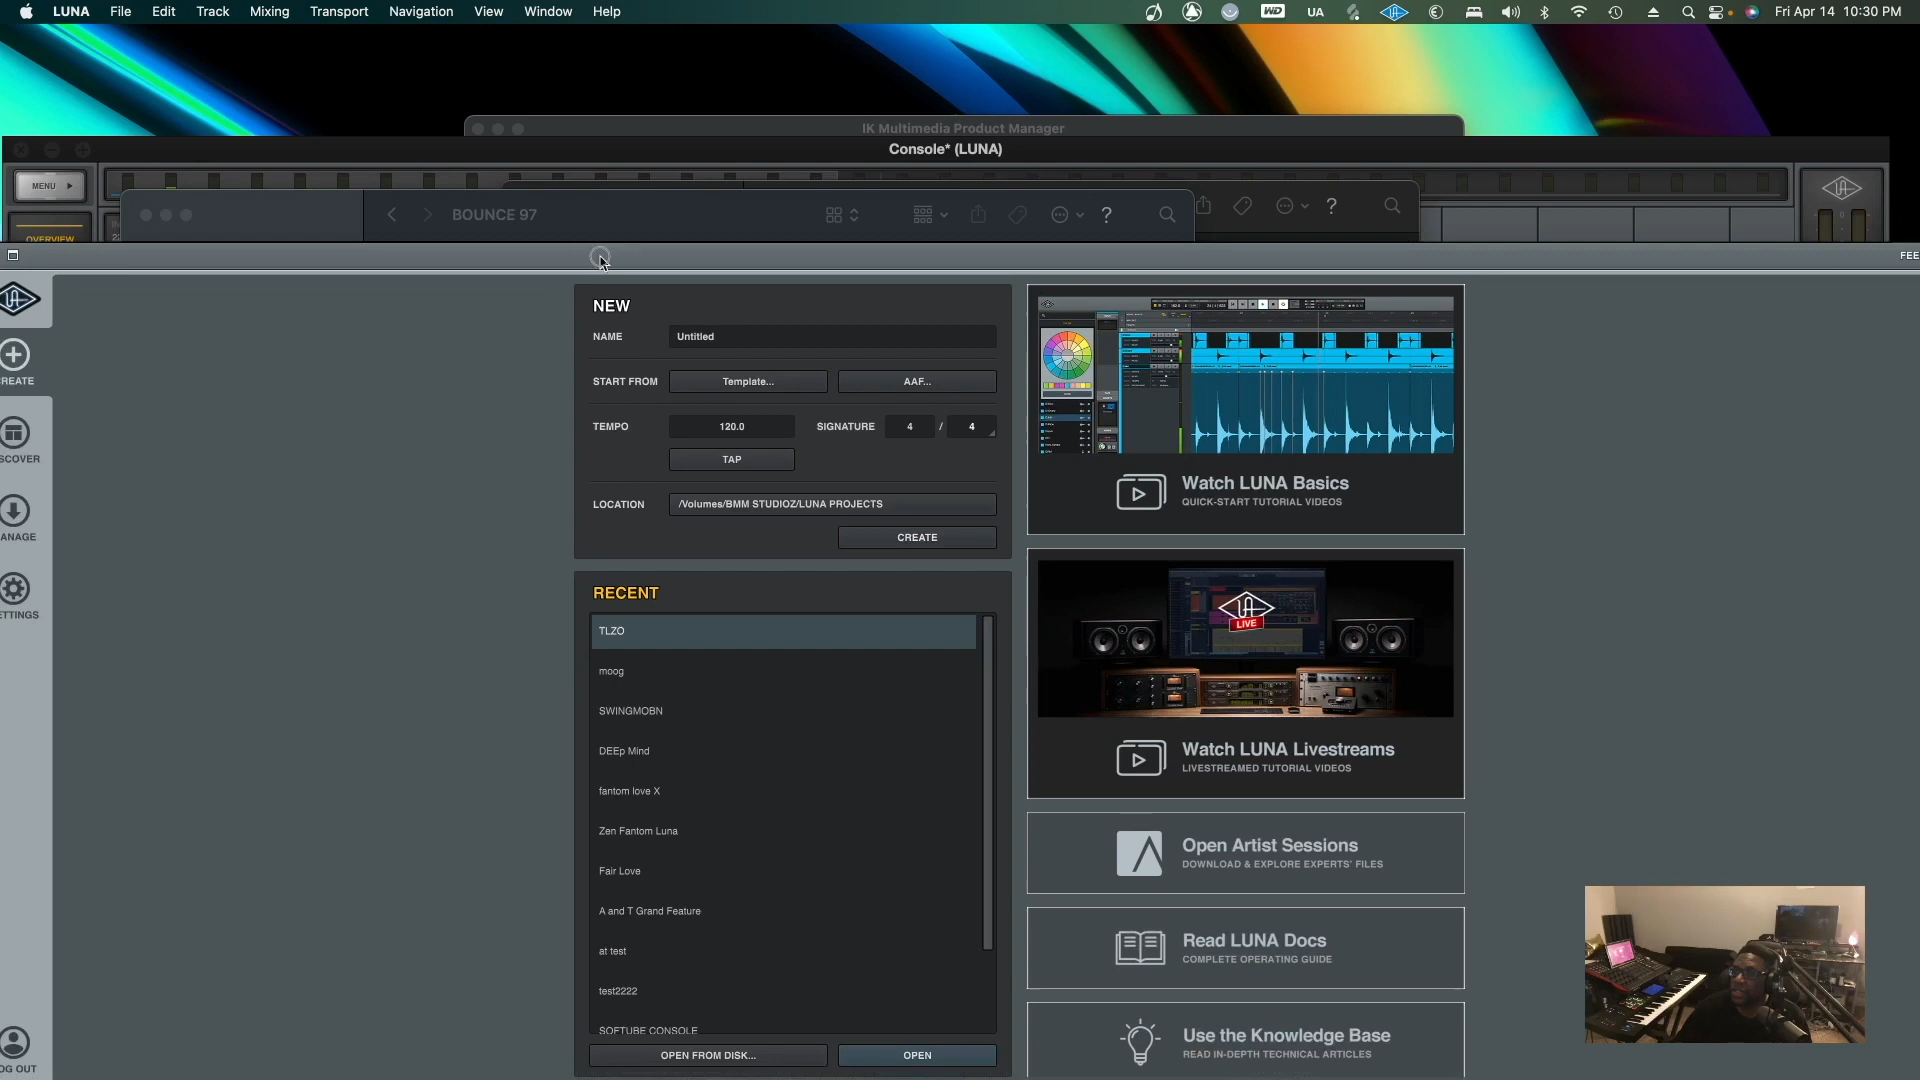 LUNA File Edit Track Mixing Transport Navigation View Window Help
WD UA Fri Apr 14 10:30 PM
IK Multimedia Product Manager
Console* (LUNA)
MENU
BOUNCE 97
OVERVIEW
FEE
NEW
NAME Untitled
START FROM Template... AAF...
TEMPO 120.0 SIGNATURE 4 / 4
TAP
LOCATION /Volumes/BMM STUDIOZ/LUNA PROJECTS
CREATE
REATE
SCOVER
ANAGE
ETTINGS
OG OUT
RECENT
TLZO
moog
SWINGMOBN
DEEp Mind
fantom love X
Zen Fantom Luna
Fair Love
A and T Grand Feature
at test
test2222
SOFTUBE CONSOLE
OPEN FROM DISK... OPEN
Watch LUNA Basics
QUICK-START TUTORIAL VIDEOS
LIVE
Watch LUNA Livestreams
LIVESTREAMED TUTORIAL VIDEOS
Open Artist Sessions
DOWNLOAD & EXPLORE EXPERTS' FILES
Read LUNA Docs
COMPLETE OPERATING GUIDE
Use the Knowledge Base
READ IN-DEPTH TECHNICAL ARTICLES